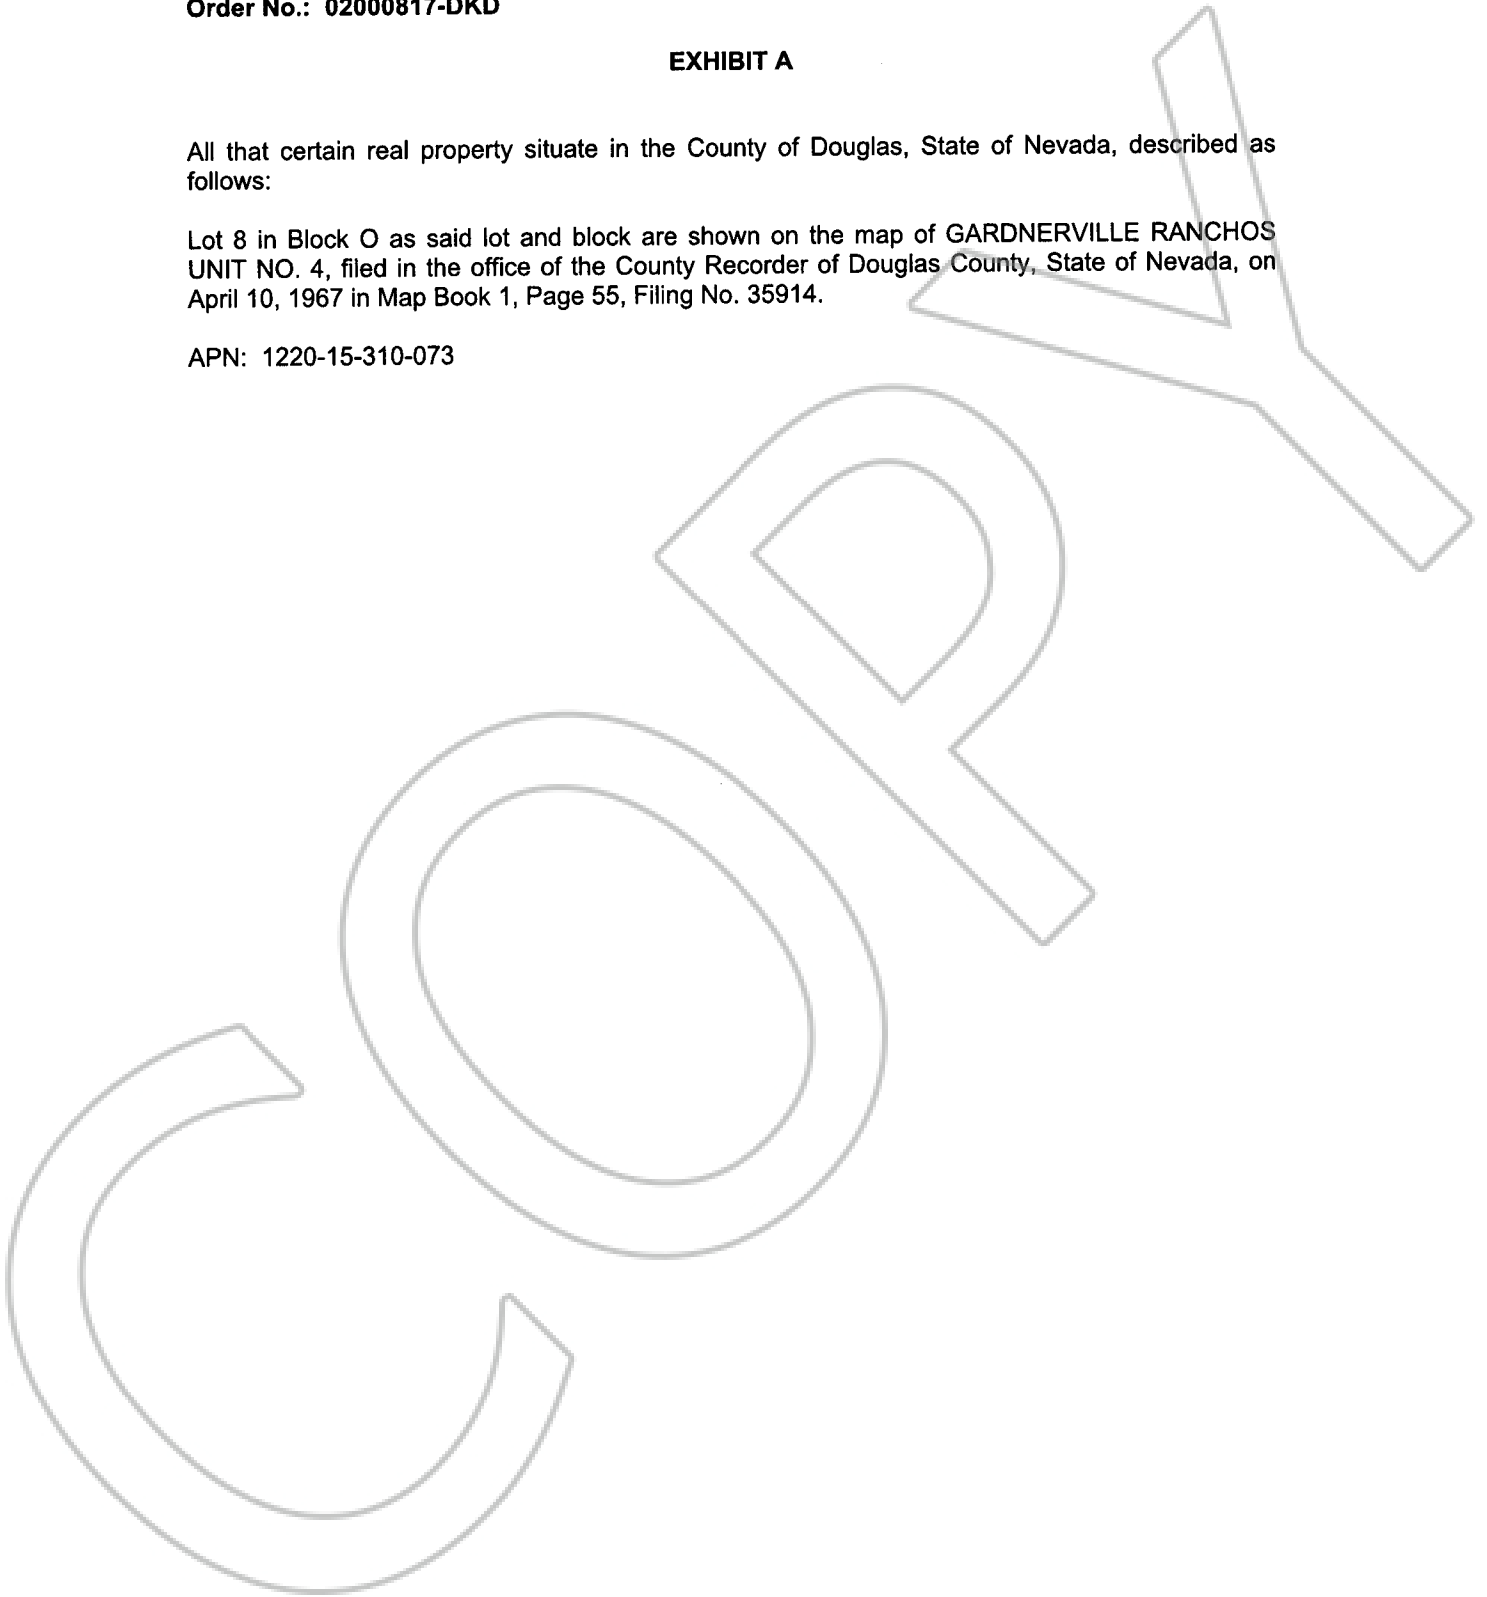 Order No.: 02000817-DKD
EXHIBIT A
All that certain real property situate in the County of Douglas, State of Nevada, described as
follows:
Lot 8 in Block O as said lot and block are shown on the map of GARDNERVILLE RANCHOS
UNIT NO. 4, filed in the office of the County Recorder of Douglas County, State of Nevada, on
April 10, 1967 in Map Book 1, Page 55, Filing No. 35914.
APN: 1220-15-310-073
COPY